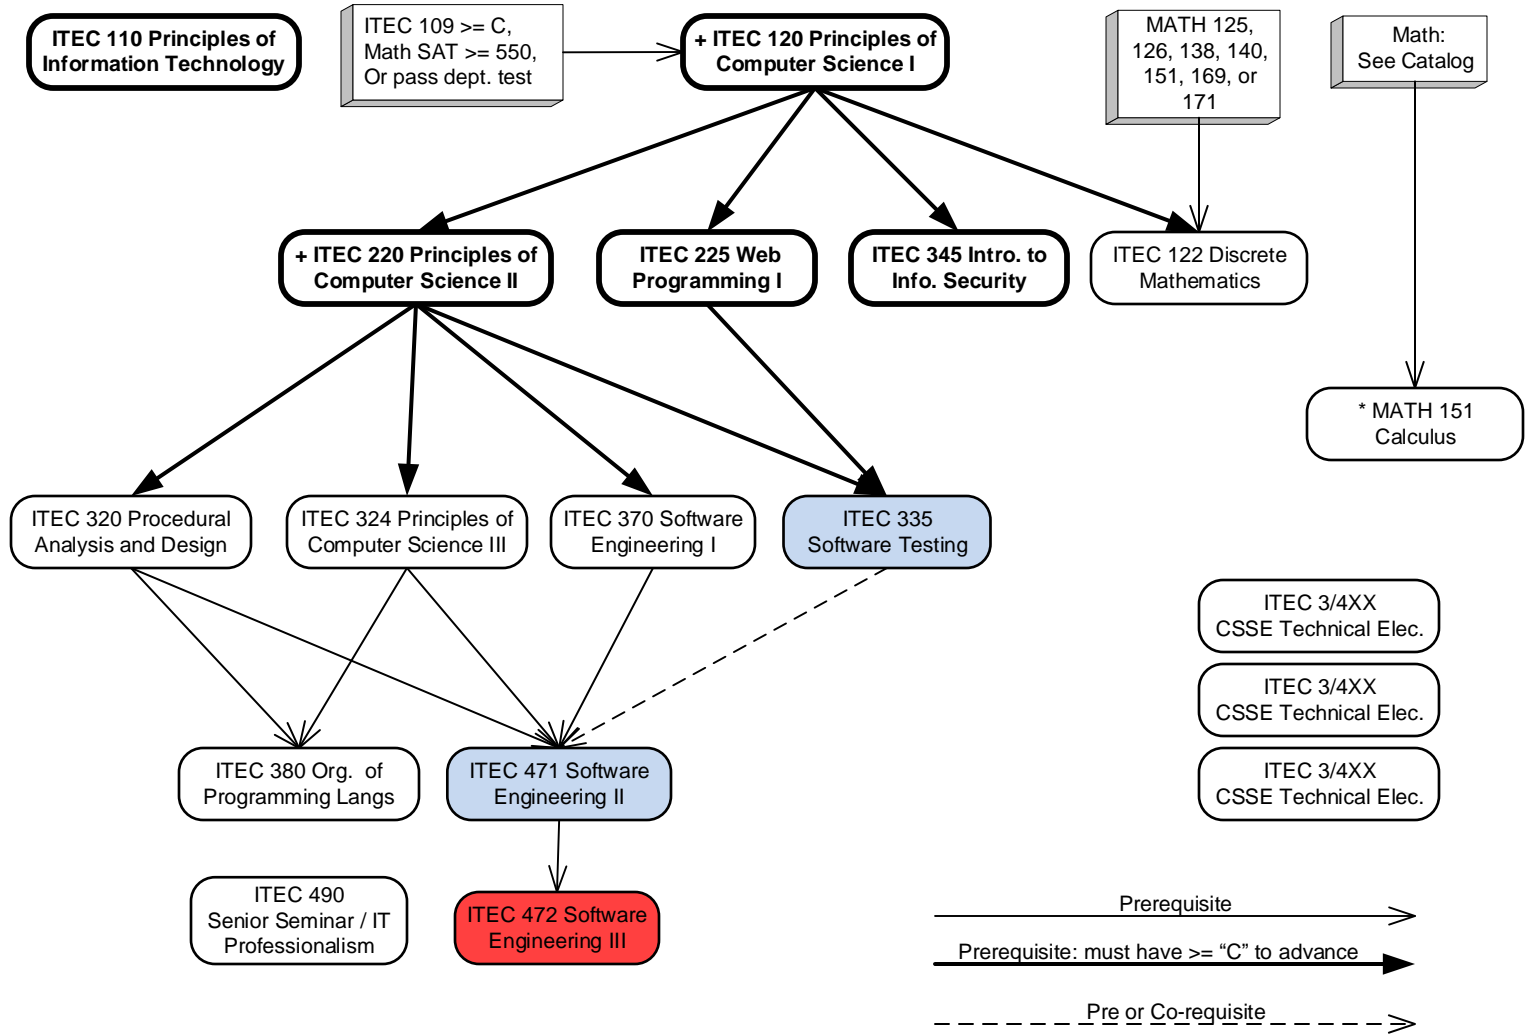 ITEC 110 Principles of
Information Technology
ITEC 109 >= C,
Math SAT >= 550,
Or pass dept. test
+ ITEC 120 Principles of
Computer Science I
MATH 125,
126, 138, 140,
151, 169, or
171
Math:
See Catalog
+ ITEC 220 Principles of
Computer Science II
ITEC 225 Web
Programming I
ITEC 345 Intro. to
Info. Security
ITEC 122 Discrete
Mathematics
* MATH 151
Calculus
ITEC 320 Procedural
Analysis and Design
ITEC 324 Principles of
Computer Science III
ITEC 370 Software
Engineering I
ITEC 335
Software Testing
ITEC 3/4XX
CSSE Technical Elec.
ITEC 3/4XX
CSSE Technical Elec.
ITEC 3/4XX
CSSE Technical Elec.
ITEC 380 Org. of
Programming Langs
ITEC 471 Software
Engineering II
ITEC 490
Senior Seminar / IT
Professionalism
ITEC 472 Software
Engineering III
Prerequisite
Prerequisite: must have >= “C” to advance
Pre or Co-requisite